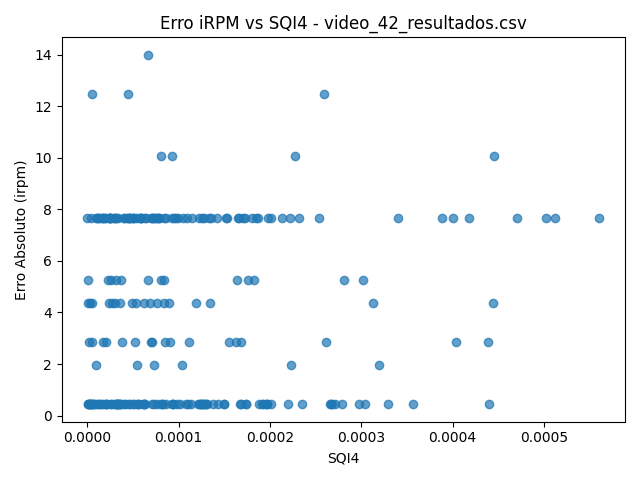 Erro iRPM vs SQI4 - video_42_resultados.csv
Erro Absoluto (irpm)
14
12
10
8
6
4
2
0
0.0000 0.0001 0.0002 0.0003 0.0004 0.0005
SQI4